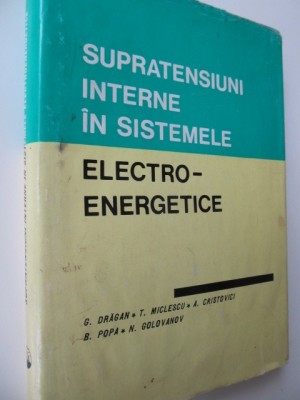 SUPRATENSIUNI
INTERNE
ÎN SISTEMELE
ELECTRO-
ENERGETICE
G. DRĂGAN * T. MICLESCU * A. CRISTOVICI
B. POPA * N. GOLOVANOV